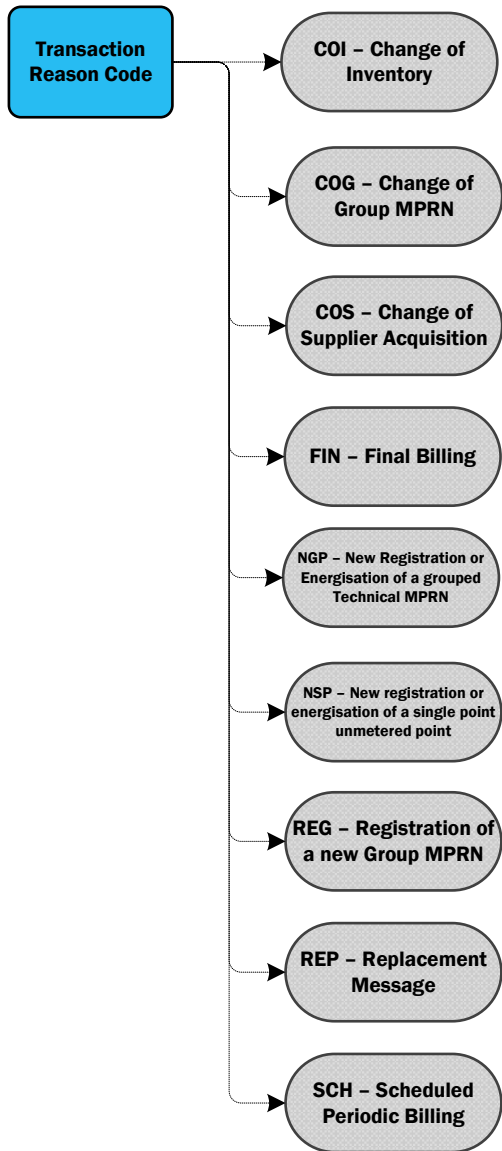 Transaction
Reason Code
COI – Change of
Inventory
COG – Change of
Group MPRN
COS – Change of
Supplier Acquisition
FIN – Final Billing
NGP – New Registration or
Energisation of a grouped
Technical MPRN
NSP – New registration or
energisation of a single point
unmetered point
REG – Registration of
a new Group MPRN
REP – Replacement
Message
SCH – Scheduled
Periodic Billing